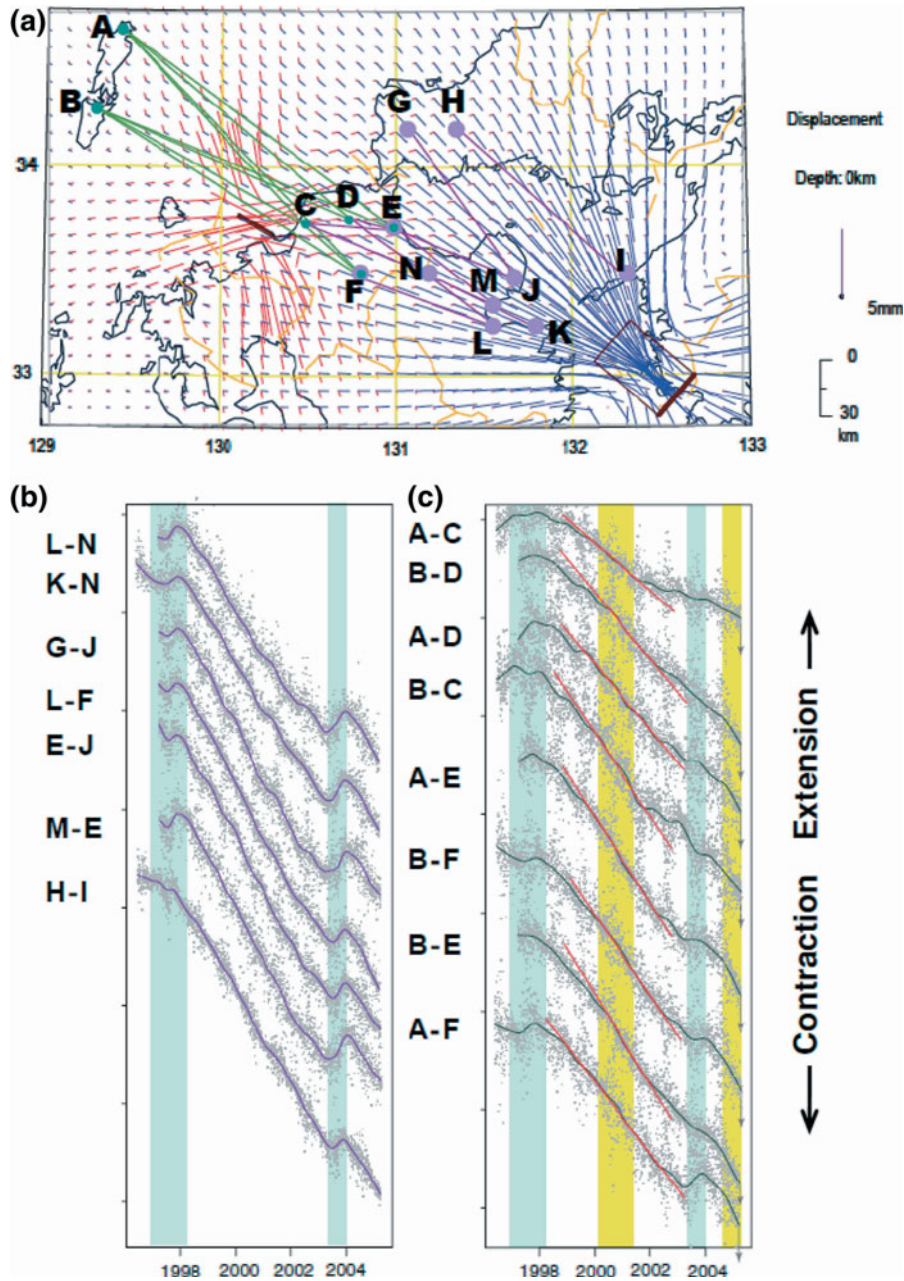 (a)
A
B
G
H
C
D
E
N
M
J
I
F
L
K
34
33
129
130
131
132
133
Displacement
Depth: 0km
5mm
0
30
km
(b)
L-N
K-N
G-J
L-F
E-J
M-E
H-I
1998
2000
2002
2004
(c)
A-C
B-D
A-D
B-C
A-E
B-F
B-E
A-F
1998
2000
2002
2004
Contraction Extension